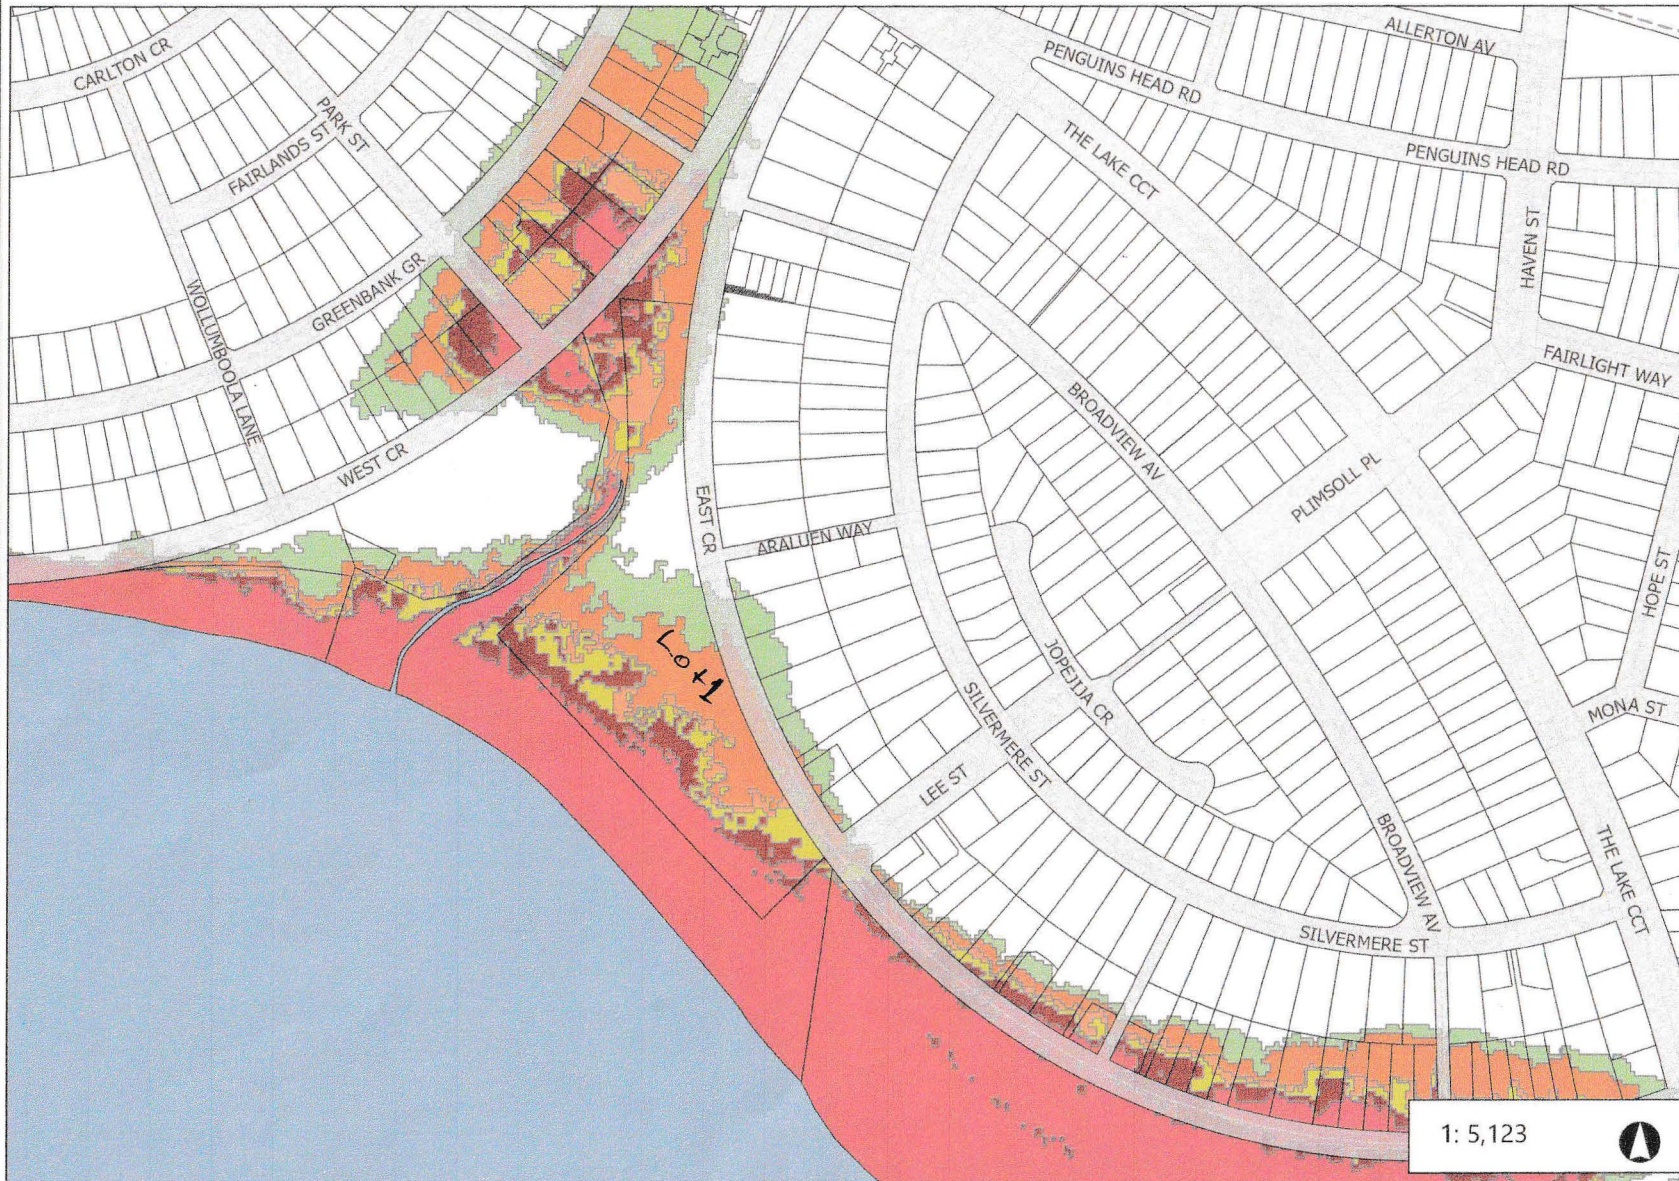 CARLTON CR
PARK ST
FAIRLANDS ST
GREENBANK GR
WOLLUMBOOLA LANE
WEST CR
EAST CR
ARALUEN WAY
Lot 1
LEE ST
SILVERMERE ST
JOPEJIJA CR
BROADVIEW AV
PLIMSOLL PL
THE LAKE CCT
PENGUINS HEAD RD
ALLERTON AV
PENGUINS HEAD RD
HAVEN ST
FAIRLIGHT WAY
HOPE ST
MONA ST
THE LAKE CCT
BROADVIEW AV
SILVERMERE ST
1: 5,123